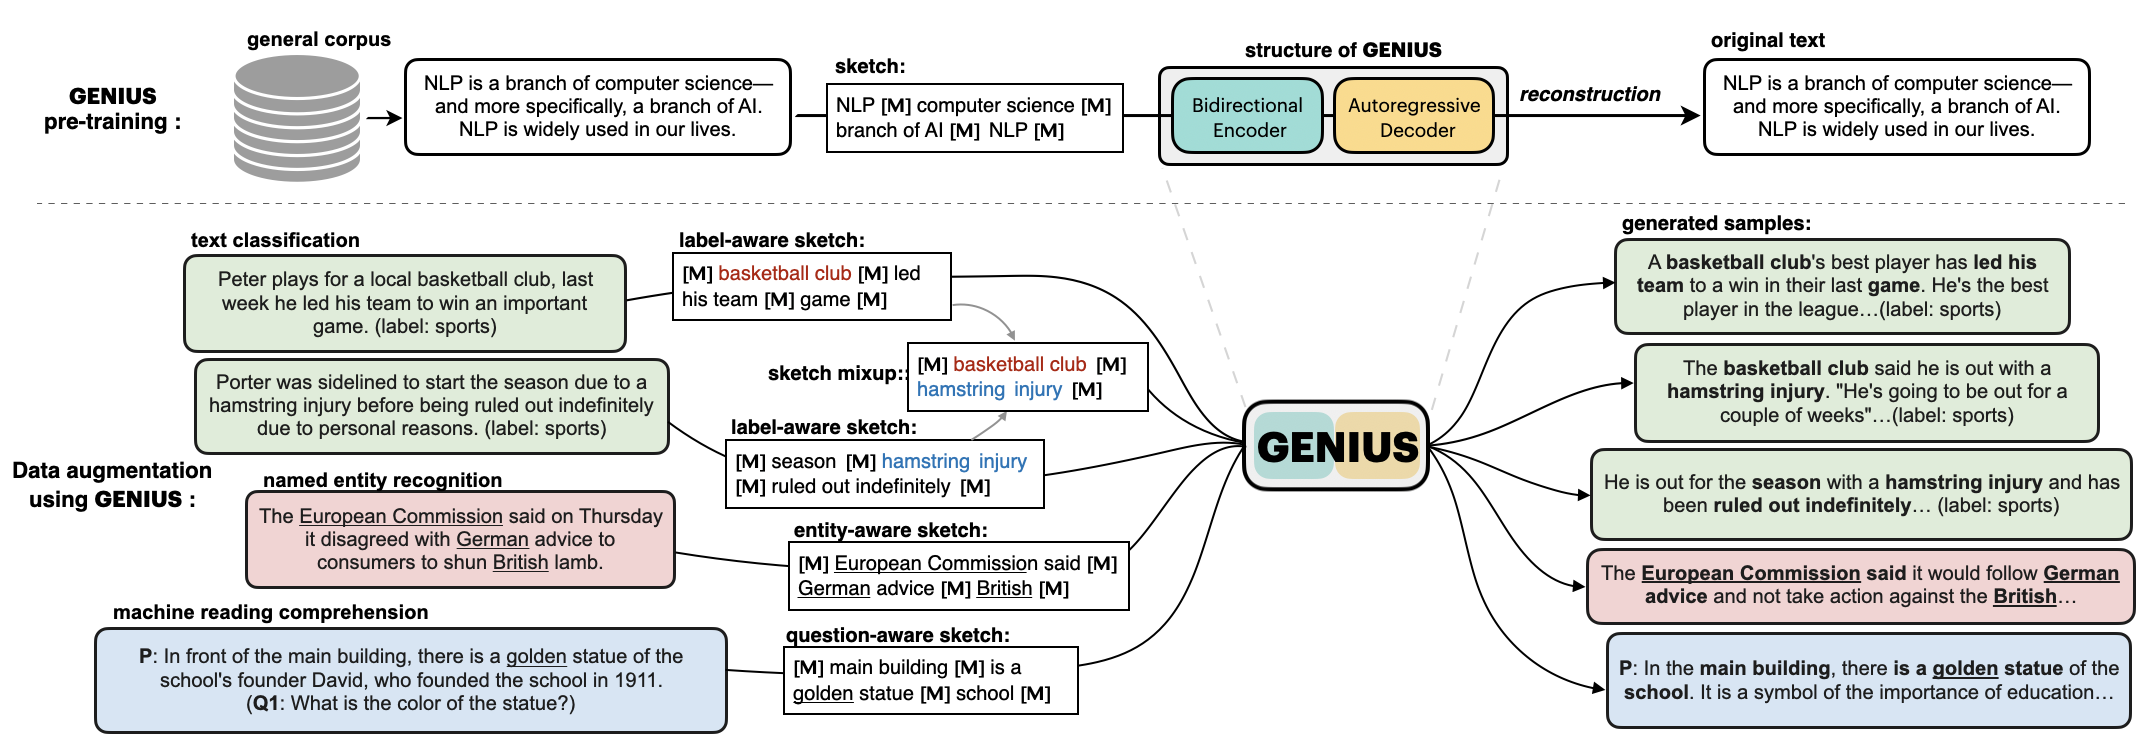 general corpus
GENIUS
pre-training :
NLP is a branch of computer science—
and more specifically, a branch of AI.
NLP is widely used in our lives.
sketch:
NLP [M] computer science [M]
branch of AI [M] NLP [M]
structure of GENIUS
Bidirectional
Encoder
Autoregressive
Decoder
reconstruction
original text
NLP is a branch of computer science—
and more specifically, a branch of AI.
NLP is widely used in our lives.
Data augmentation
using GENIUS :
text classification
Peter plays for a local basketball club, last
week he led his team to win an important
game. (label: sports)
Porter was sidelined to start the season due to a
hamstring injury before being ruled out indefinitely
due to personal reasons. (label: sports)
named entity recognition
The European Commission said on Thursday
it disagreed with German advice to
consumers to shun British lamb.
machine reading comprehension
P: In front of the main building, there is a golden statue of the
school's founder David, who founded the school in 1911.
(Q1: What is the color of the statue?)
label-aware sketch:
[M] basketball club [M] led
his team [M] game [M]
sketch mixup::
[M] basketball club [M]
hamstring injury [M]
label-aware sketch:
[M] season [M] hamstring injury
[M] ruled out indefinitely [M]
entity-aware sketch:
[M] European Commission said [M]
German advice [M] British [M]
question-aware sketch:
[M] main building [M] is a
golden statue [M] school [M]
GENIUS
generated samples:
A basketball club's best player has led his
team to a win in their last game. He's the best
player in the league…(label: sports)
The basketball club said he is out with a
hamstring injury. "He's going to be out for a
couple of weeks"…(label: sports)
He is out for the season with a hamstring injury and has
been ruled out indefinitely… (label: sports)
The European Commission said it would follow German
advice and not take action against the British…
P: In the main building, there is a golden statue of the
school. It is a symbol of the importance of education…